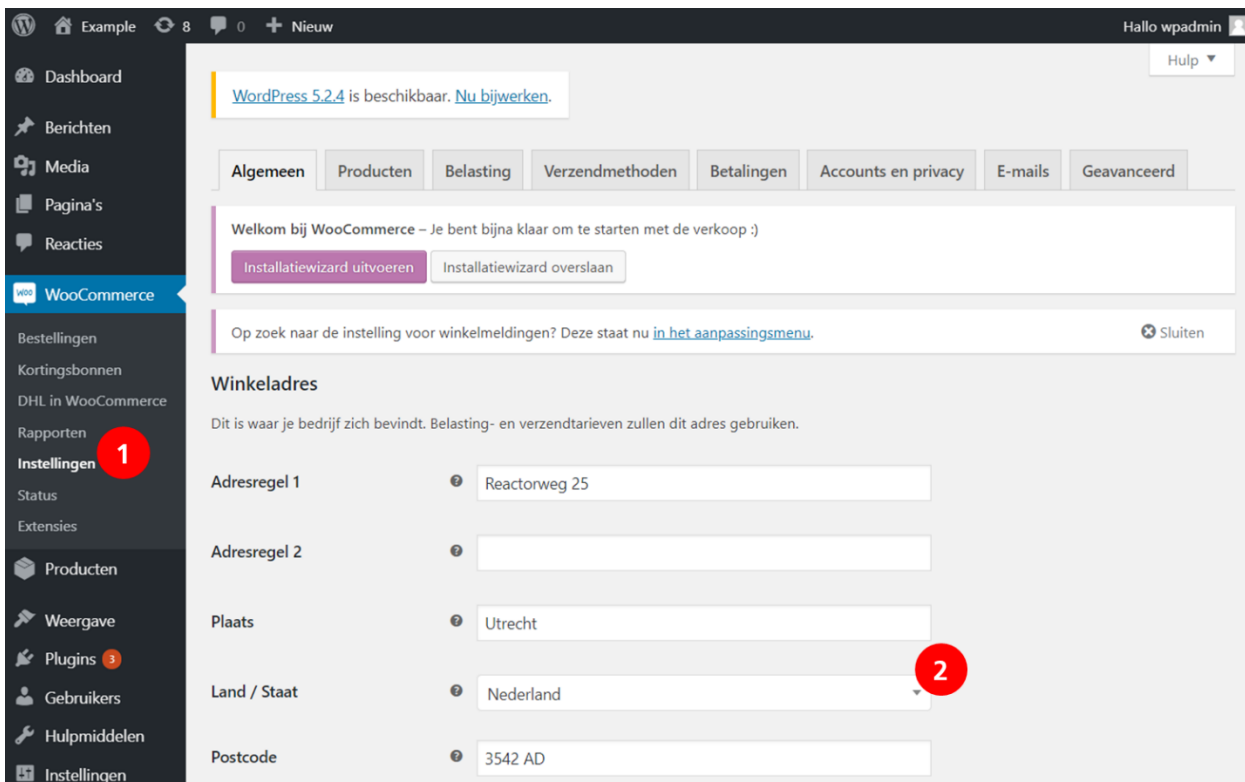 Example 8 0 + Nieuw Hallo wpadmin
Hulp
Dashboard
Berichten
Media
Pagina's
Reacties
WooCommerce
Bestellingen
Kortingsbonnen
DHL in WooCommerce
Rapporten
Instellingen
1
Status
Extensies
Producten
Weergave
Plugins 3
Gebruikers
Hulpmiddelen
Instellingen
WordPress 5.2.4 is beschikbaar. Nu bijwerken.
Algemeen Producten Belasting Verzendmethoden Betalingen Accounts en privacy E-mails Geavanceerd
Welkom bij WooCommerce – Je bent bijna klaar om te starten met de verkoop :)
Installatiewizard uitvoeren Installatiewizard overslaan
Op zoek naar de instelling voor winkelmeldingen? Deze staat nu in het aanpassingsmenu. Sluiten
Winkeladres
Dit is waar je bedrijf zich bevindt. Belasting- en verzendtarieven zullen dit adres gebruiken.
Adresregel 1 Reactorweg 25
Adresregel 2
Plaats Utrecht
2
Land / Staat Nederland
Postcode 3542 AD